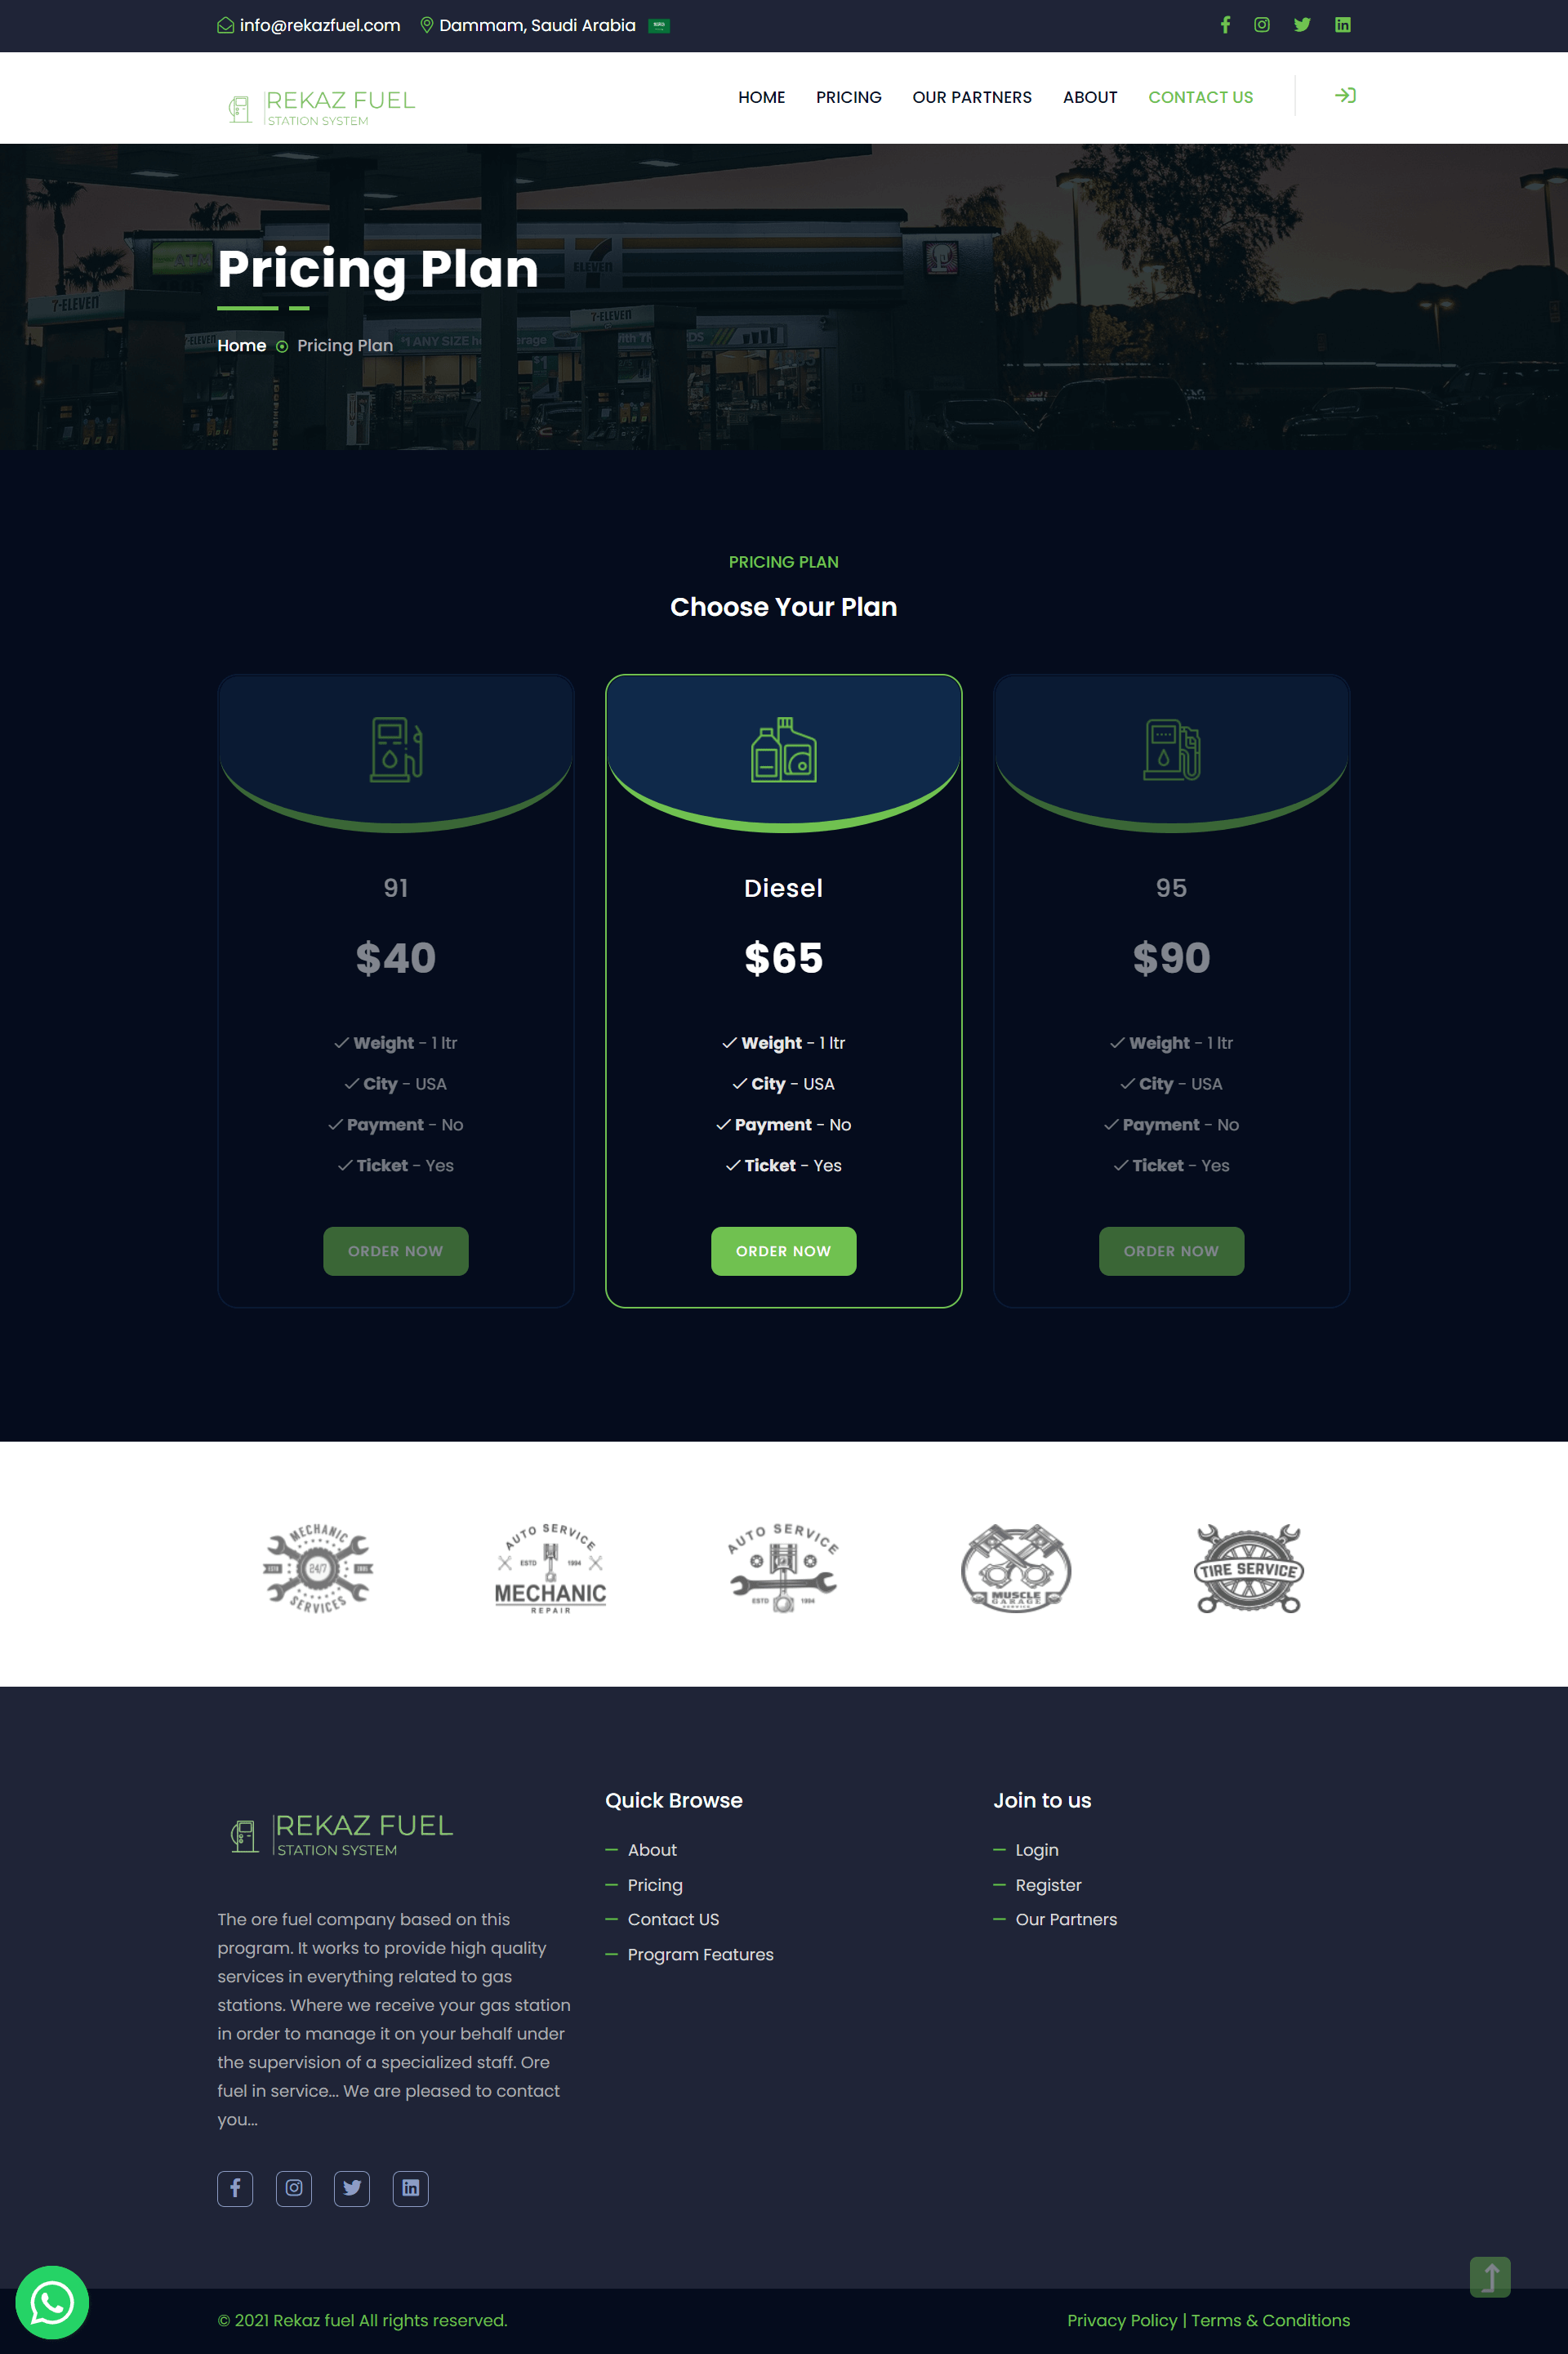 info@rekazfuel.com Dammam, Saudi Arabia
REKAZ FUEL
STATION SYSTEM
HOME PRICING OUR PARTNERS ABOUT CONTACT US
7-ELEVEN
ELEVEN
7-ELEVEN
Pricing Plan
Home Pricing Plan
PRICING PLAN
Choose Your Plan
91
$40
Weight - 1 ltr
City - USA
Payment - No
Ticket - Yes
ORDER NOW
Diesel
$65
Weight - 1 ltr
City - USA
Payment - No
Ticket - Yes
ORDER NOW
95
$90
Weight - 1 ltr
City - USA
Payment - No
Ticket - Yes
ORDER NOW
MECHANIC
24/7
SERVICES
AUTO SERVICE
ESTD 1994
MECHANIC
REPAIR
AUTO SERVICE
ESTD 1994
MUSCLE
GARAGE
TIRE SERVICE
REKAZ FUEL
STATION SYSTEM
The ore fuel company based on this
program. It works to provide high quality
services in everything related to gas
stations. Where we receive your gas station
in order to manage it on your behalf under
the supervision of a specialized staff. Ore
fuel in service... We are pleased to contact
you...
Quick Browse
About
Pricing
Contact US
Program Features
Join to us
Login
Register
Our Partners
© 2021 Rekaz fuel All rights reserved.
Privacy Policy | Terms & Conditions